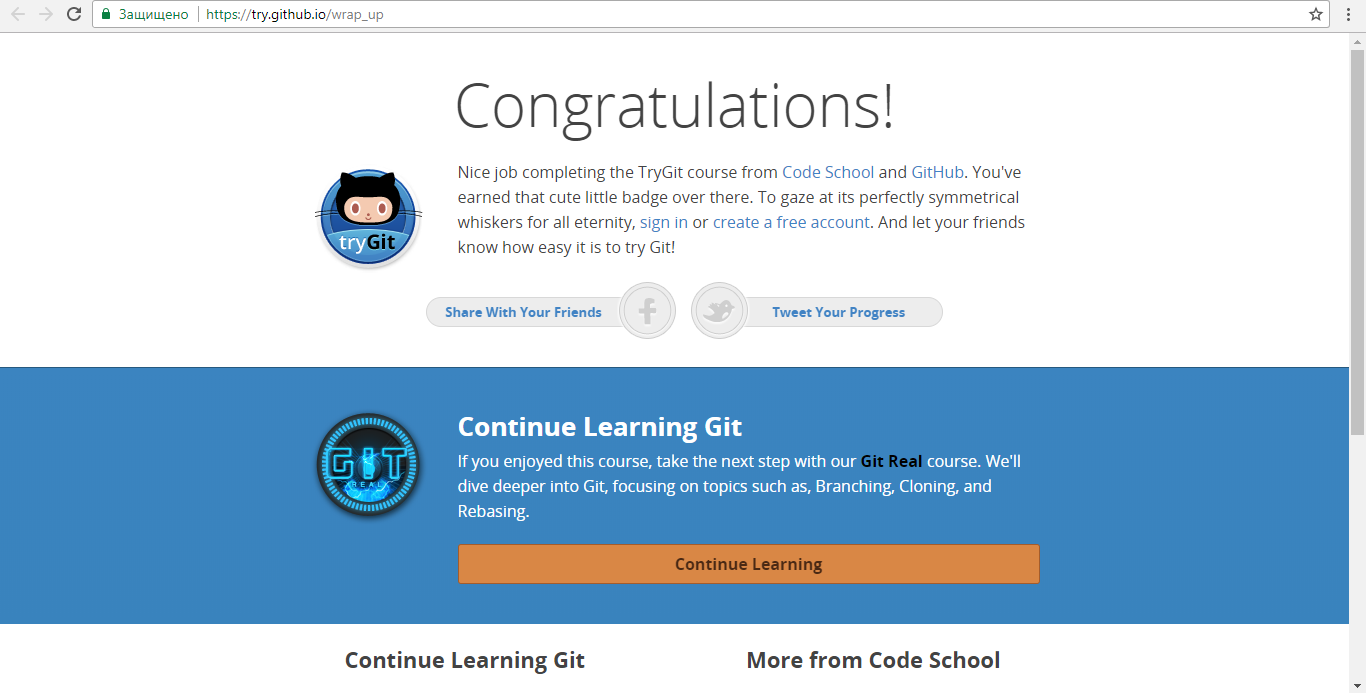 Защищено https://try.github.io/wrap_up
Congratulations!
Nice job completing the TryGit course from Code School and GitHub. You've
earned that cute little badge over there. To gaze at its perfectly symmetrical
whiskers for all eternity, sign in or create a free account. And let your friends
know how easy it is to try Git!
tryGit
Share With Your Friends
Tweet Your Progress
GIT
REAL
Continue Learning Git
If you enjoyed this course, take the next step with our Git Real course. We'll
dive deeper into Git, focusing on topics such as, Branching, Cloning, and
Rebasing.
Continue Learning
Continue Learning Git
More from Code School